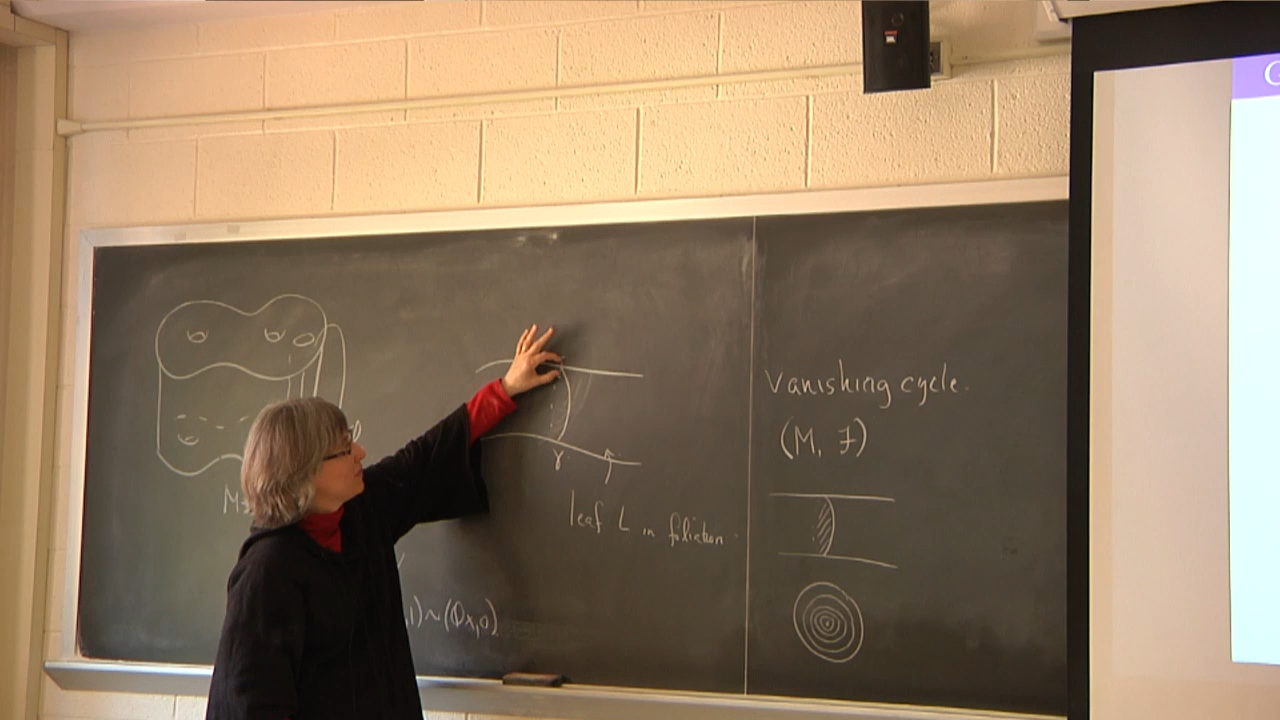 M
,1) ~ (Φx,0)
γ
leaf L in foliation.
Vanishing cycle.
(M, F)